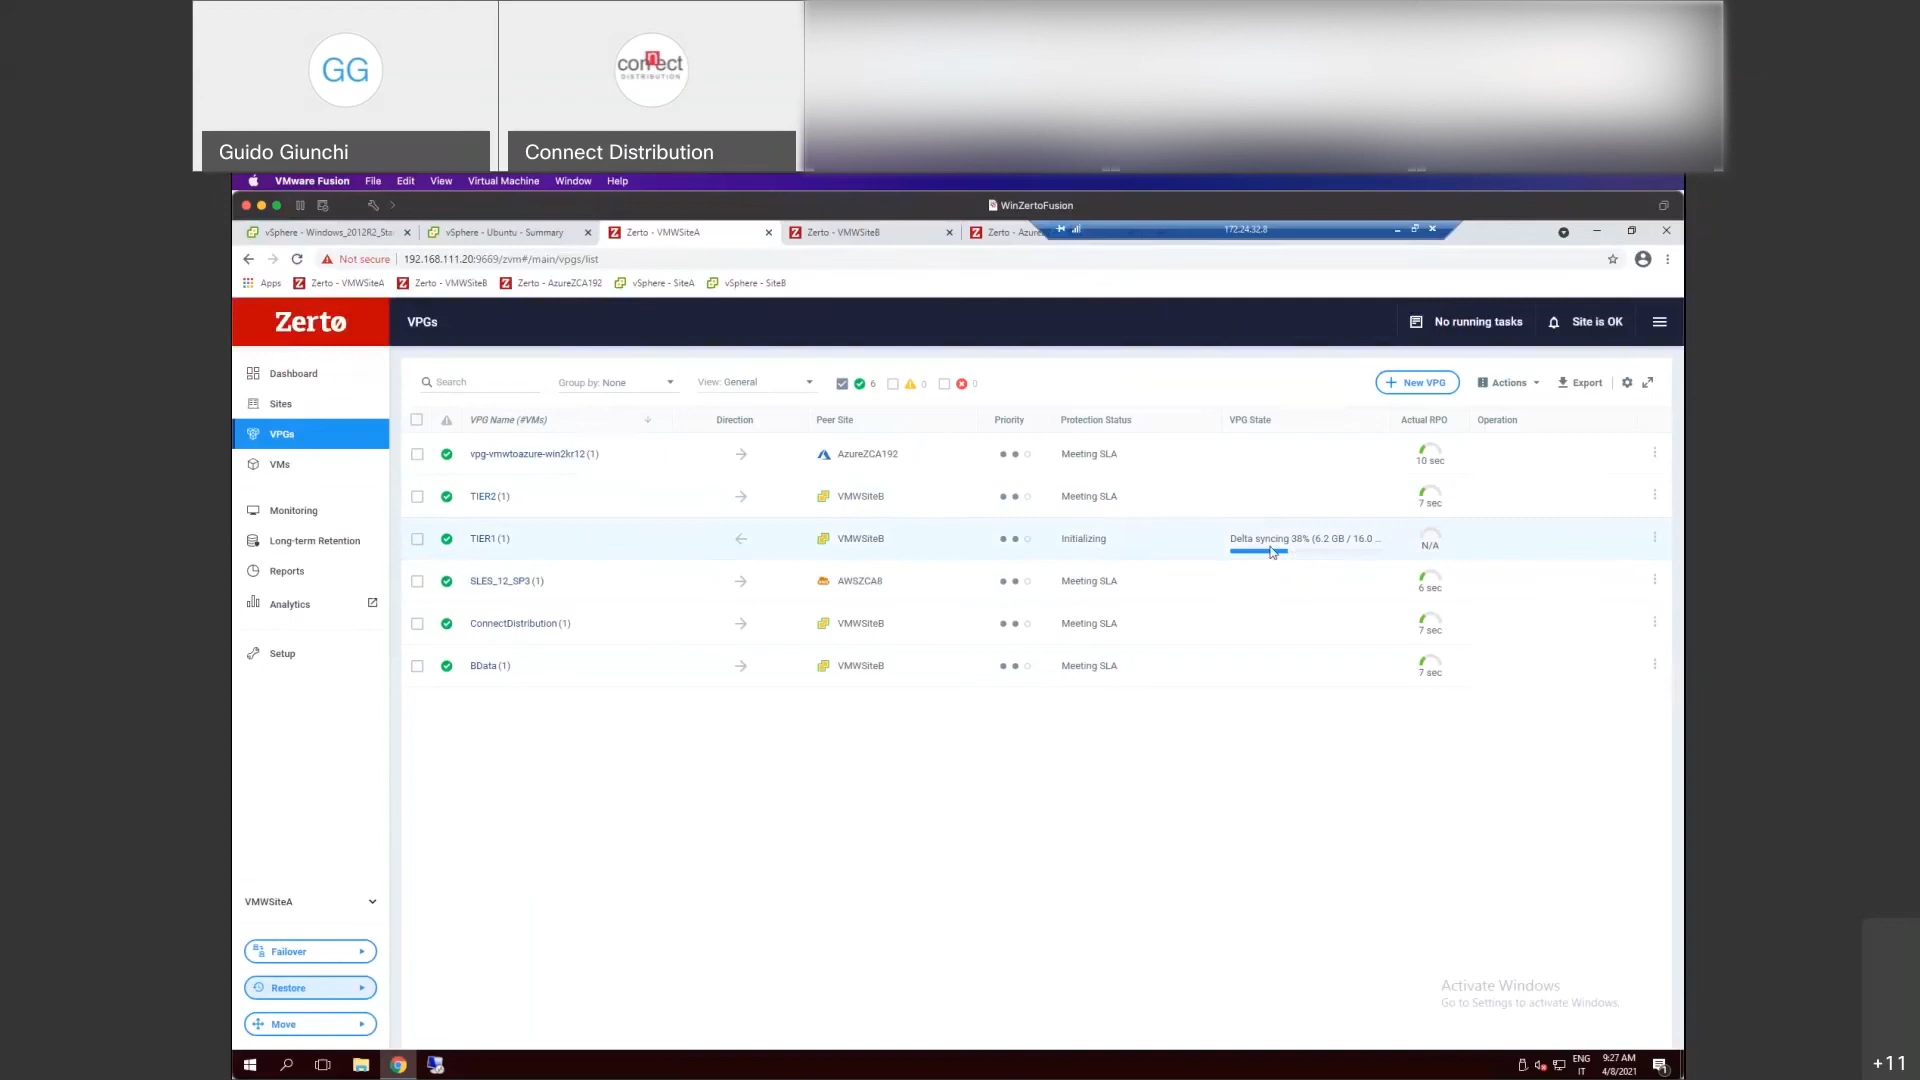 GG
connect
DISTRIBUTION
Guido Giunchi
Connect Distribution
VMware Fusion File Edit View Virtual Machine Window Help
WinZertoFusion
vSphere - Windows_2012R2_Sta
vSphere - Ubuntu - Summary
Zerto - VMWSiteA
Zerto - VMWSiteB
Zerto - Azure
172.24.32.8
Not secure 192.168.111.20:9669/zvm#/main/vpgs/list
Apps Zerto - VMWSiteA Zerto - VMWSiteB Zerto - AzureZCA192 vSphere - SiteA vSphere - SiteB
Zerto
VPGs
No running tasks
Site is OK
Dashboard
Sites
VPGs
VMs
Monitoring
Long-term Retention
Reports
Analytics
Setup
VMWSiteA
Failover
Restore
Move
Search
Group by: None
View: General
6 0 0
New VPG
Actions
Export
VPG Name (#VMs) Direction Peer Site Priority Protection Status VPG State Actual RPO Operation
vpg-vmwtoazure-win2kr12 (1) AzureZCA192 Meeting SLA 10 sec
TIER2 (1) VMWSiteB Meeting SLA 7 sec
TIER1 (1) VMWSiteB Initializing Delta syncing 38% (6.2 GB / 16.0 ... N/A
SLES_12_SP3 (1) AWSZCA8 Meeting SLA 6 sec
ConnectDistribution (1) VMWSiteB Meeting SLA 7 sec
BData (1) VMWSiteB Meeting SLA 7 sec
Activate Windows
Go to Settings to activate Windows.
ENG
IT
9:27 AM
4/8/2021
1
+11